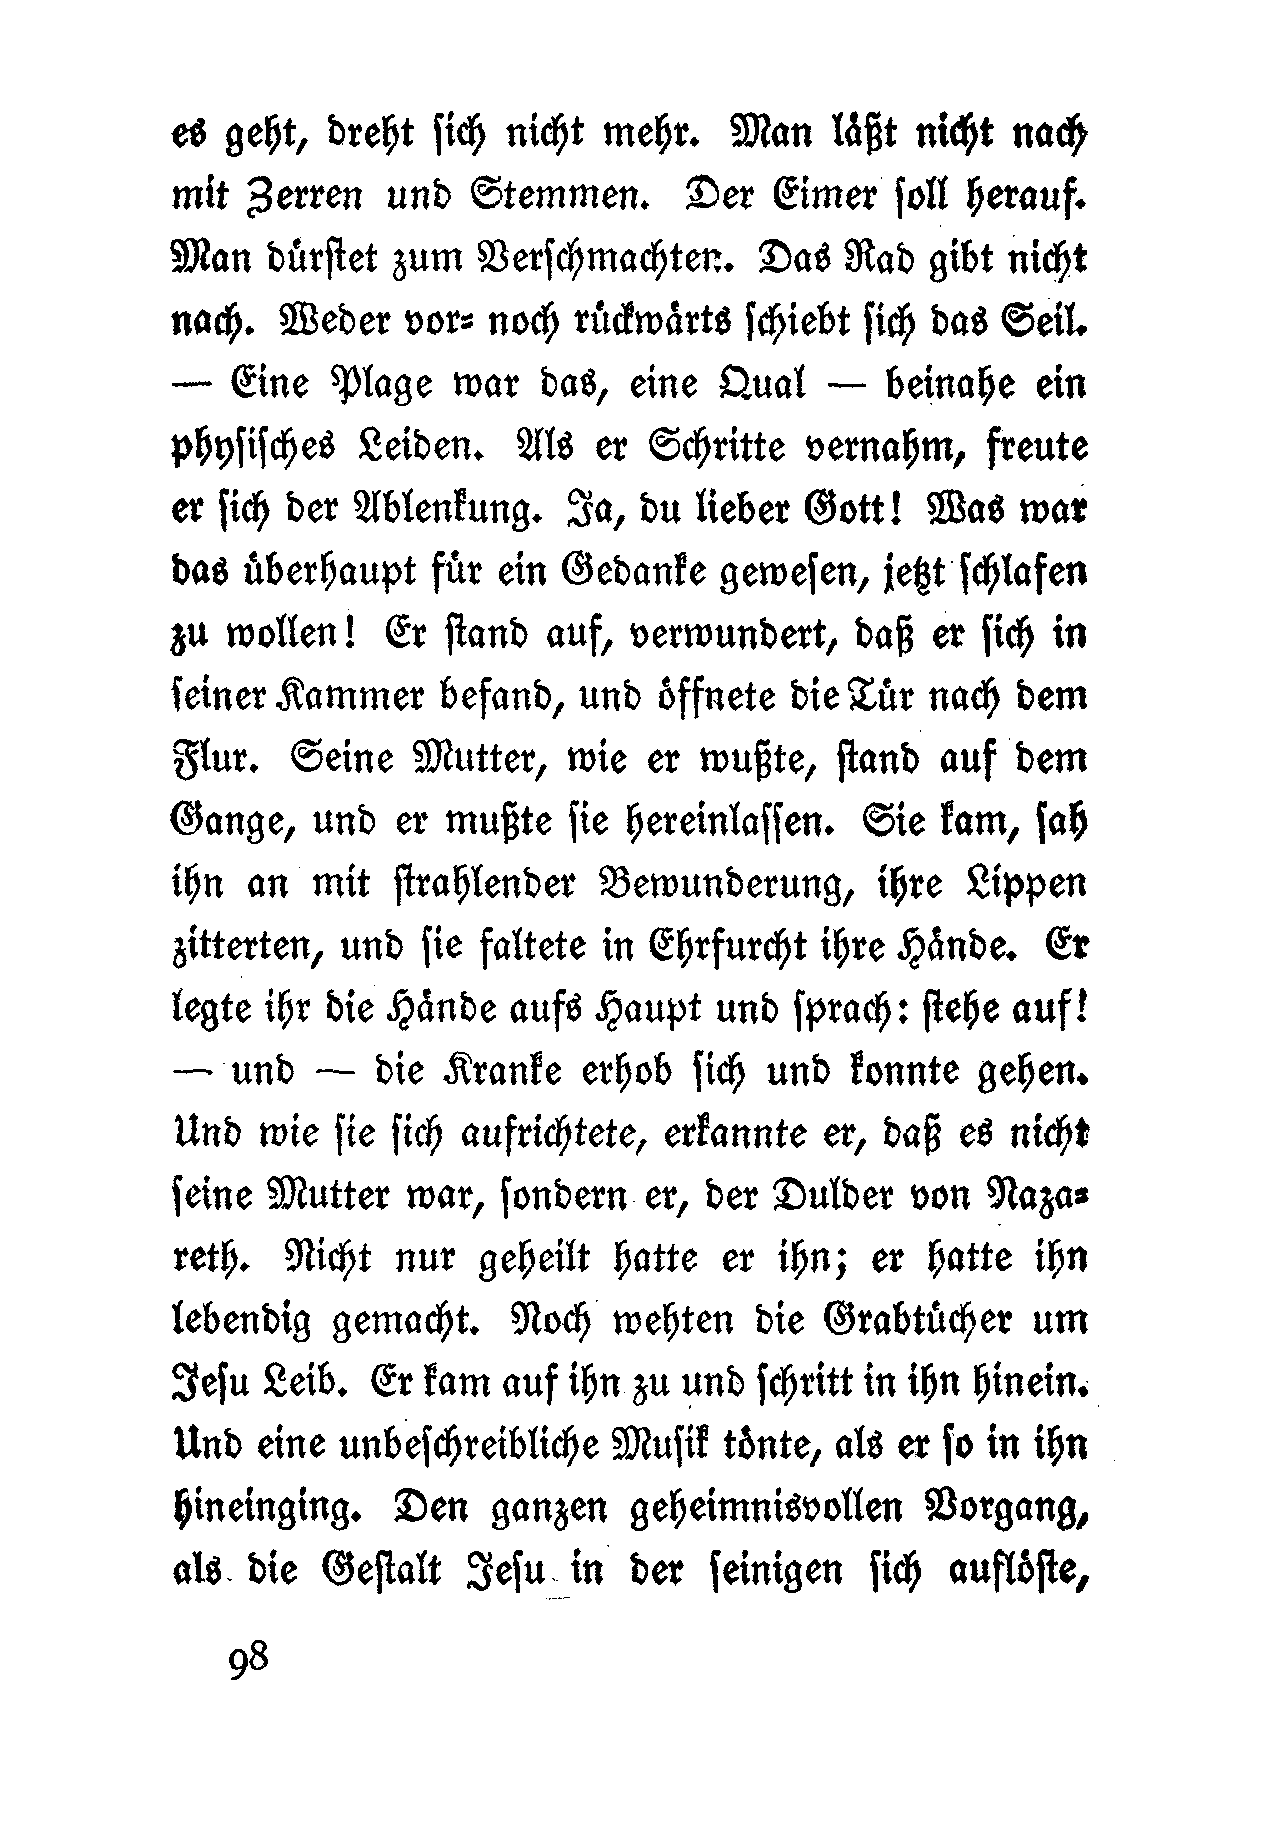 es geht, dreht sich nicht mehr. Man läßt nicht nach
mit Zerren und Stemmen. Der Eimer soll herauf.
Man dürstet zum Verschmachten. Das Rad gibt nicht
nach. Weder vor- noch rückwärts schiebt sich das Seil.
— Eine Plage war das, eine Qual — beinahe ein
physisches Leiden. Als er Schritte vernahm, freute
er sich der Ablenkung. Ja, du lieber Gott! Was war
das überhaupt für ein Gedanke gewesen, jetzt schlafen
zu wollen! Er stand auf, verwundert, daß er sich in
seiner Kammer befand, und öffnete die Tür nach dem
Flur. Seine Mutter, wie er wußte, stand auf dem
Gange, und er mußte sie hereinlassen. Sie kam, sah
ihn an mit strahlender Bewunderung, ihre Lippen
zitterten, und sie faltete in Ehrfurcht ihre Hände. Er
legte ihr die Hände aufs Haupt und sprach: stehe auf!
— und — die Kranke erhob sich und konnte gehen.
Und wie sie sich aufrichtete, erkannte er, daß es nicht
seine Mutter war, sondern er, der Dulder von Naza-
reth. Nicht nur geheilt hatte er ihn; er hatte ihn
lebendig gemacht. Noch wehten die Grabtücher um
Jesu Leib. Er kam auf ihn zu und schritt in ihn hinein.
Und eine unbeschreibliche Musik tönte, als er so in ihn
hineinging. Den ganzen geheimnisvollen Vorgang,
als die Gestalt Jesu in der seinigen sich auflöste,
98